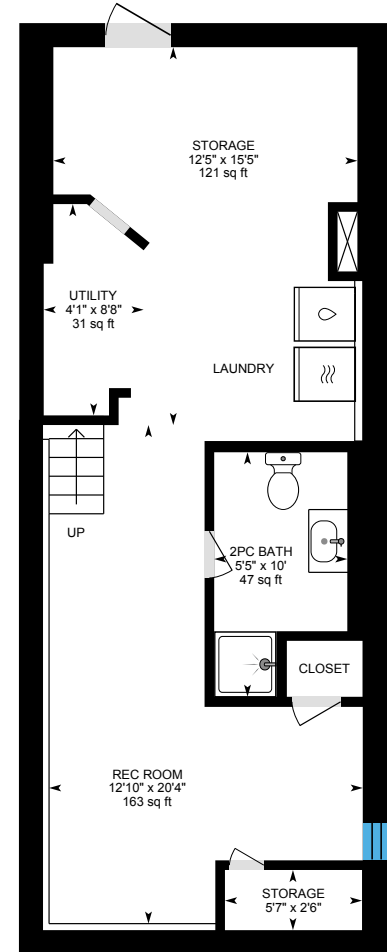 STORAGE
12'5" x 15'5"
121 sq ft
UTILITY
4'1" x 8'8"
31 sq ft
LAUNDRY
UP
2PC BATH
5'5" x 10'
47 sq ft
CLOSET
REC ROOM
12'10" x 20'4"
163 sq ft
STORAGE
5'7" x 2'6"